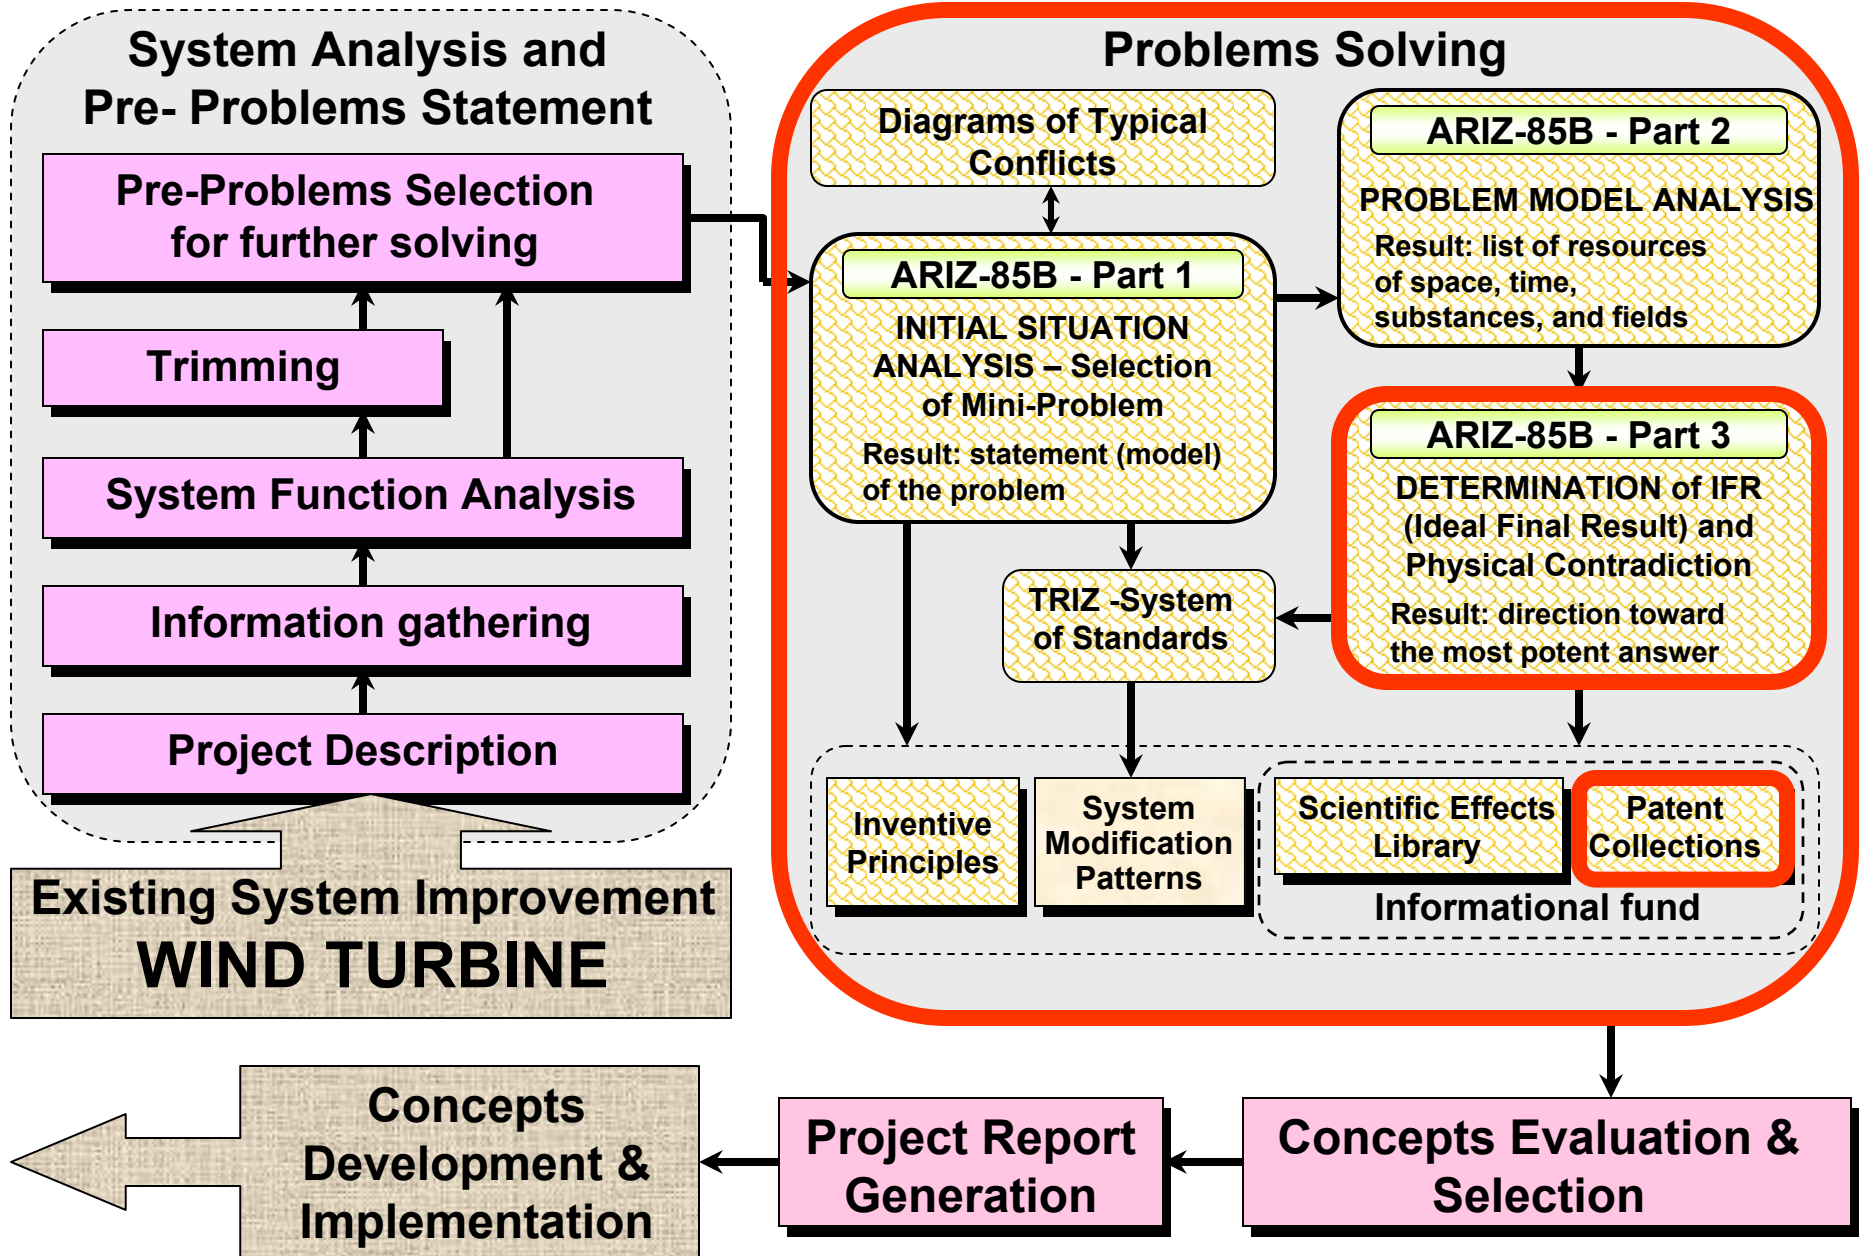 System Analysis and
Pre- Problems Statement
Pre-Problems Selection
for further solving
Trimming
System Function Analysis
Information gathering
Project Description
Existing System Improvement
WIND TURBINE
Problems Solving
Diagrams of Typical
Conflicts
ARIZ-85B - Part 1
INITIAL SITUATION
ANALYSIS – Selection
of Mini-Problem
Result: statement (model)
of the problem
ARIZ-85B - Part 2
PROBLEM MODEL ANALYSIS
Result: list of resources
of space, time,
substances, and fields
ARIZ-85B - Part 3
DETERMINATION of IFR
(Ideal Final Result) and
Physical Contradiction
Result: direction toward
the most potent answer
TRIZ -System
of Standards
Inventive
Principles
System
Modification
Patterns
Scientific Effects
Library
Patent
Collections
Informational fund
Concepts Evaluation &
Selection
Project Report
Generation
Concepts
Development &
Implementation